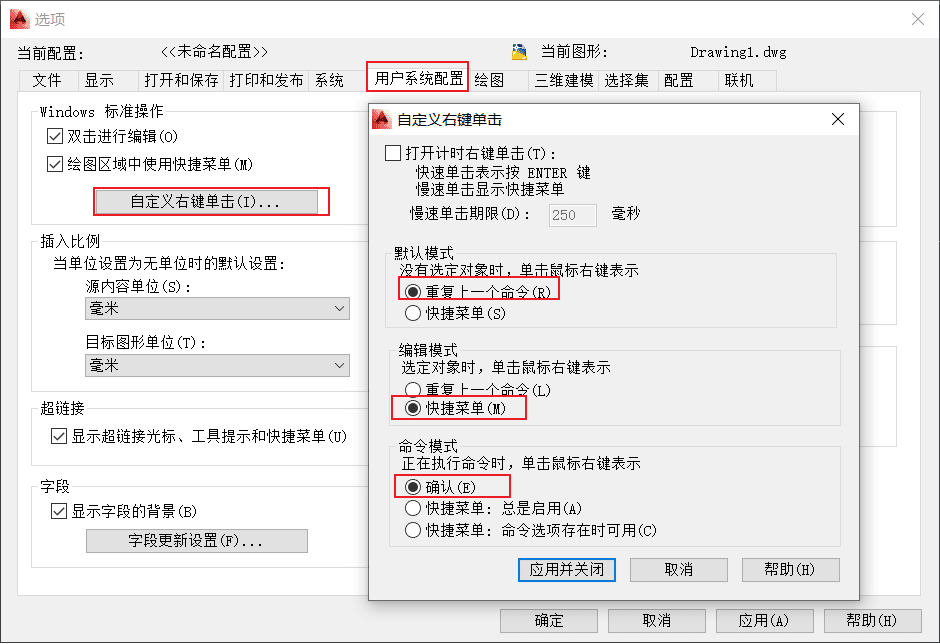 选项
当前配置: <<未命名配置>> 当前图形: Drawing1.dwg
文件 显示 打开和保存 打印和发布 系统 用户系统配置 绘图 三维建模 选择集 配置 联机
Windows 标准操作
双击进行编辑(O)
绘图区域中使用快捷菜单(M)
自定义右键单击(I)...
插入比例
当单位设置为无单位时的默认设置:
源内容单位(S):
毫米
目标图形单位(T):
毫米
超链接
显示超链接光标、工具提示和快捷菜单(U)
字段
显示字段的背景(B)
字段更新设置(F)...
自定义右键单击
打开计时右键单击(T):
快速单击表示按 ENTER 键
慢速单击显示快捷菜单
慢速单击期限(D): 250 毫秒
默认模式
没有选定对象时，单击鼠标右键表示
重复上一个命令(R)
快捷菜单(S)
编辑模式
选定对象时，单击鼠标右键表示
重复上一个命令(L)
快捷菜单(M)
命令模式
正在执行命令时，单击鼠标右键表示
确认(E)
快捷菜单: 总是启用(A)
快捷菜单: 命令选项存在时可用(C)
应用并关闭 取消 帮助(H)
确定 取消 应用(A) 帮助(H)